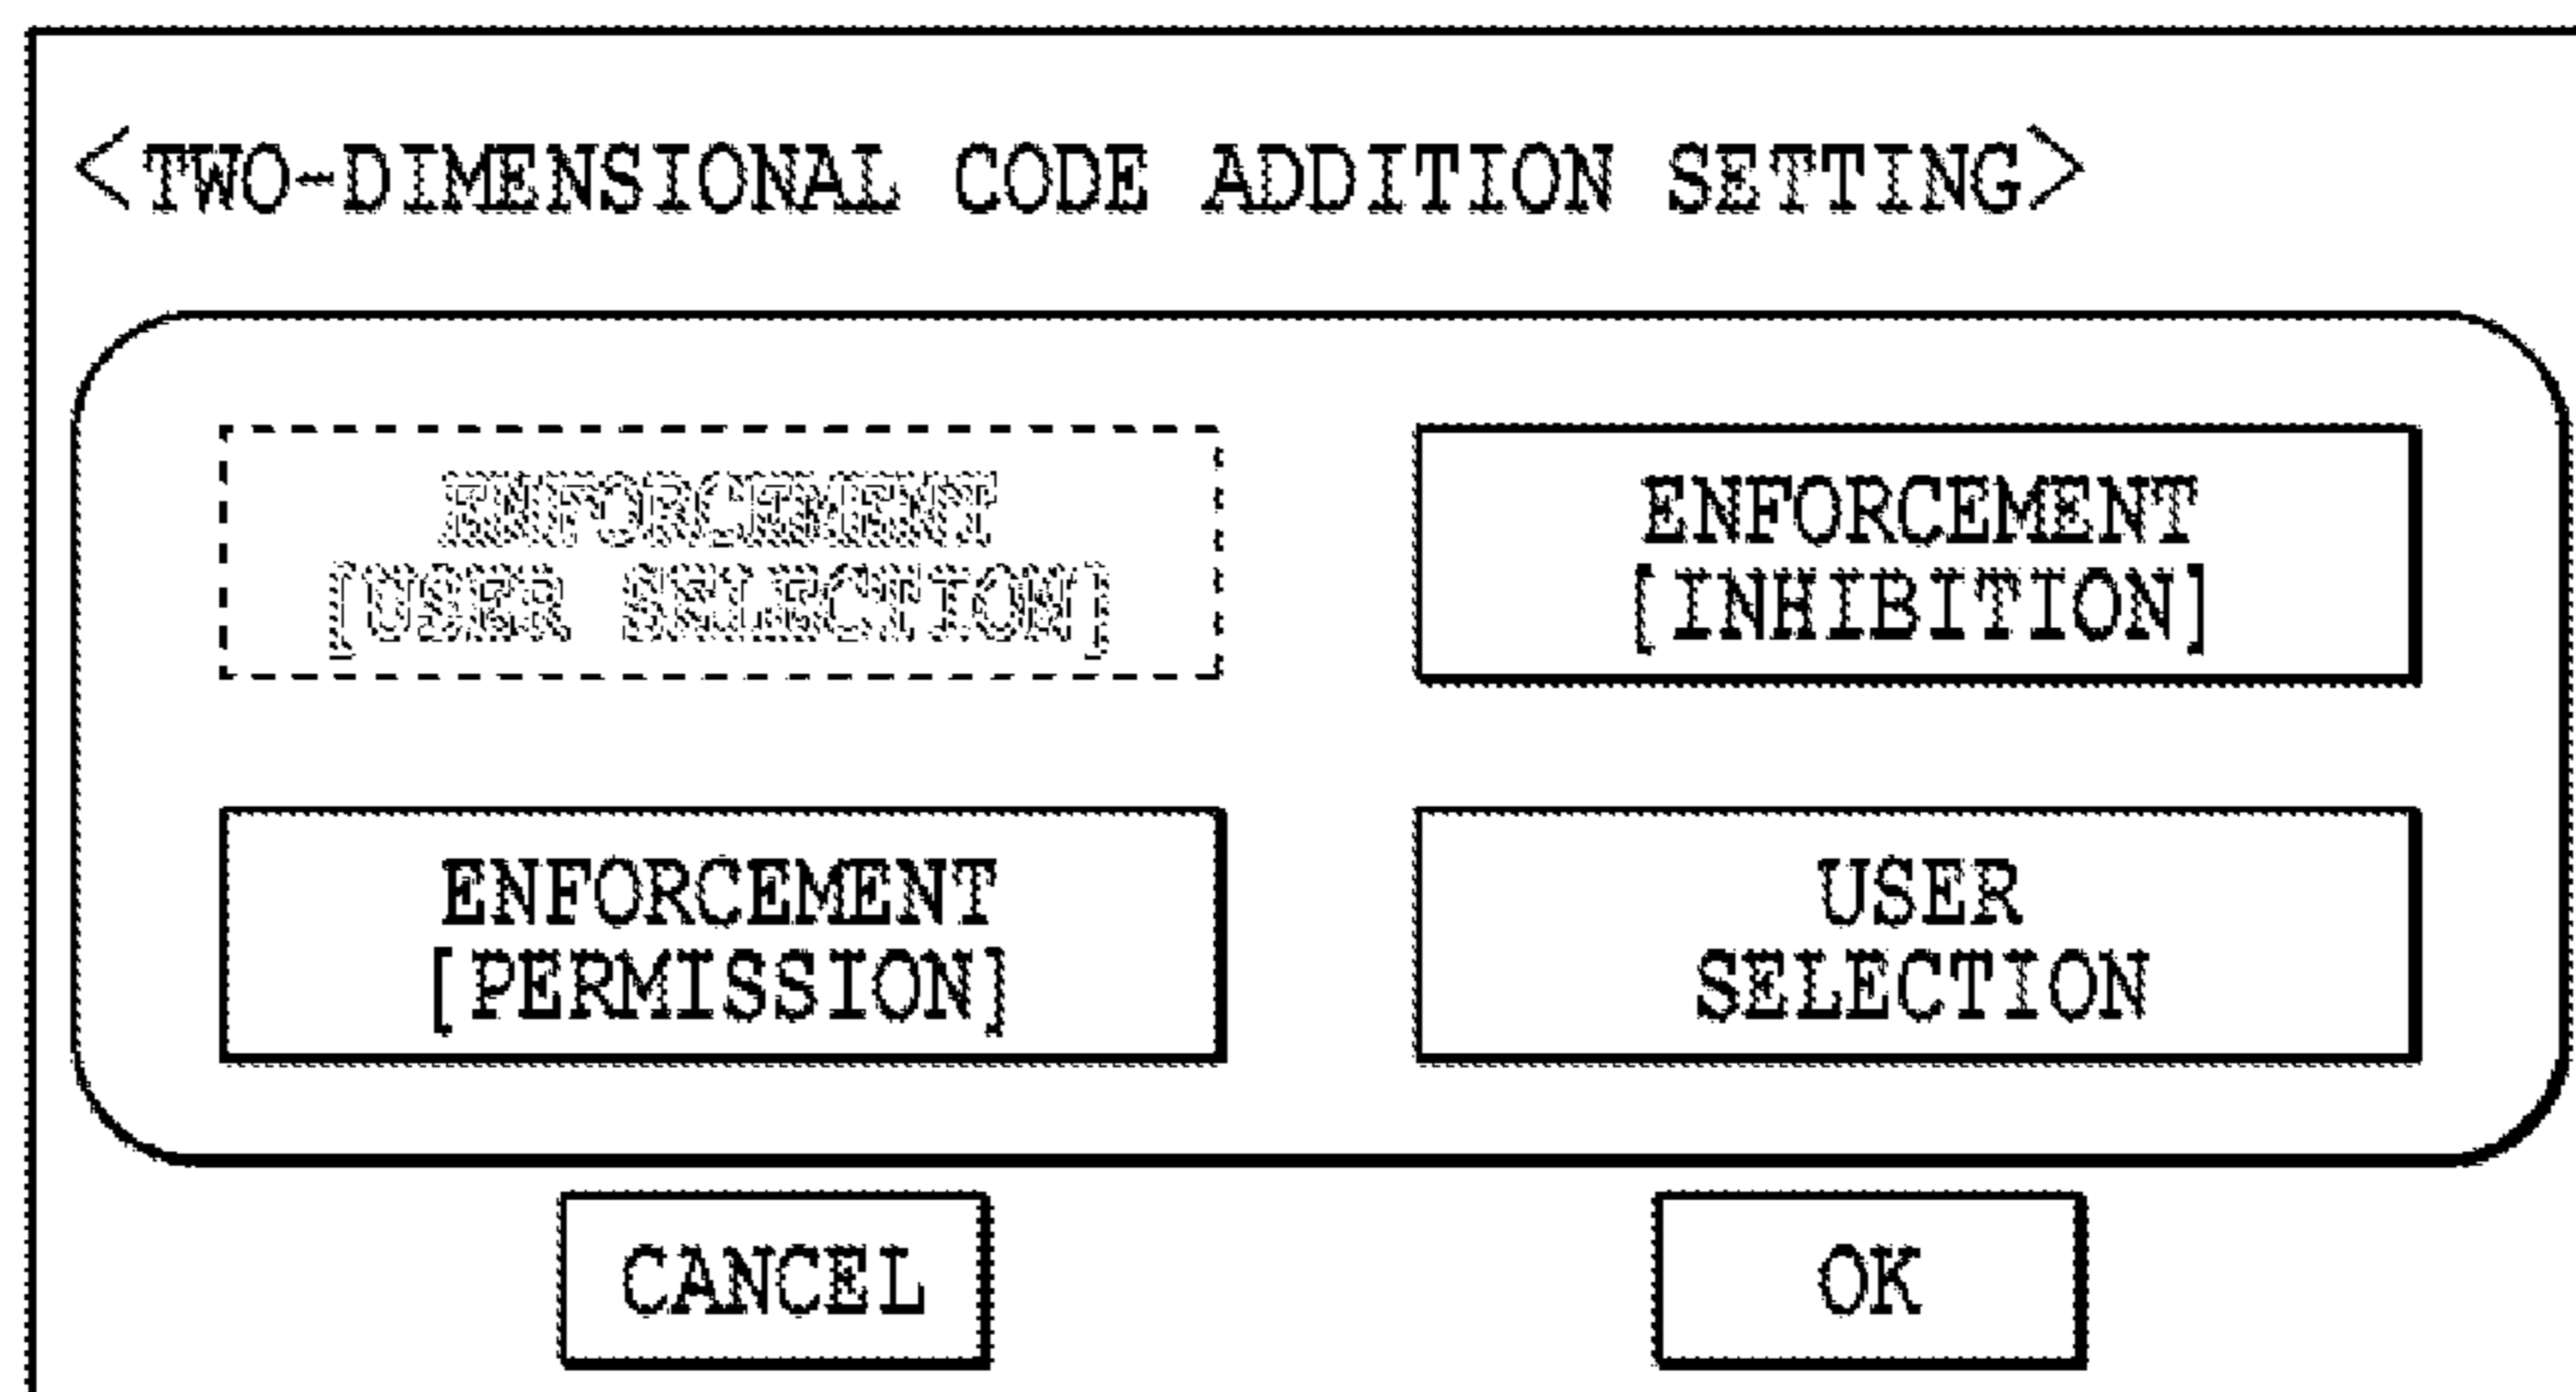 <TWO-DIMENSIONAL CODE ADDITION SETTING>
ENFORCEMENT
[USER SELECTION]
ENFORCEMENT
[INHIBITION]
ENFORCEMENT
[PERMISSION]
USER
SELECTION
CANCEL
OK